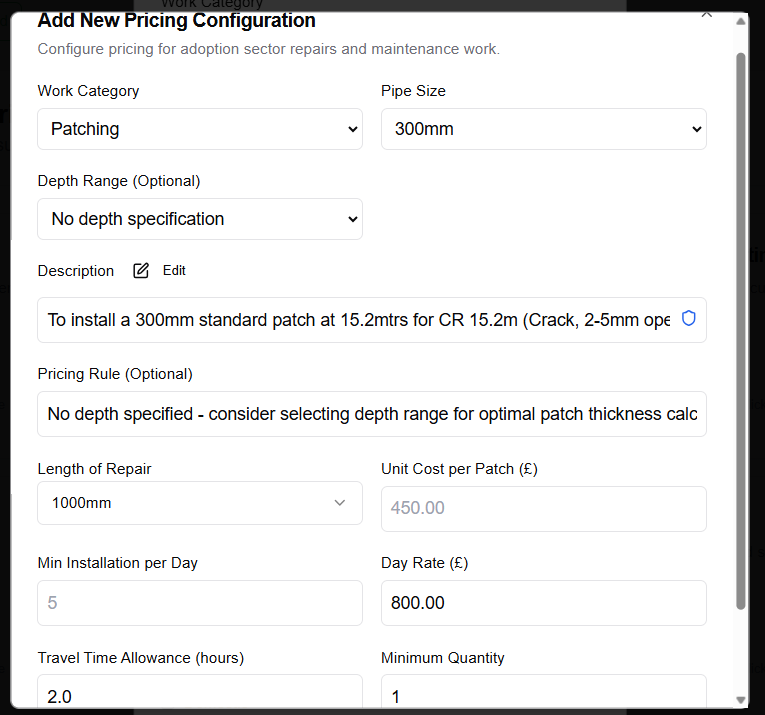 Work Category
Add New Pricing Configuration
Configure pricing for adoption sector repairs and maintenance work.
Work Category Pipe Size
Patching 300mm
Depth Range (Optional)
No depth specification
Description Edit
To install a 300mm standard patch at 15.2mtrs for CR 15.2m (Crack, 2-5mm ope
Pricing Rule (Optional)
No depth specified - consider selecting depth range for optimal patch thickness calc
Length of Repair Unit Cost per Patch (£)
1000mm 450.00
Min Installation per Day Day Rate (£)
5 800.00
Travel Time Allowance (hours) Minimum Quantity
2.0 1